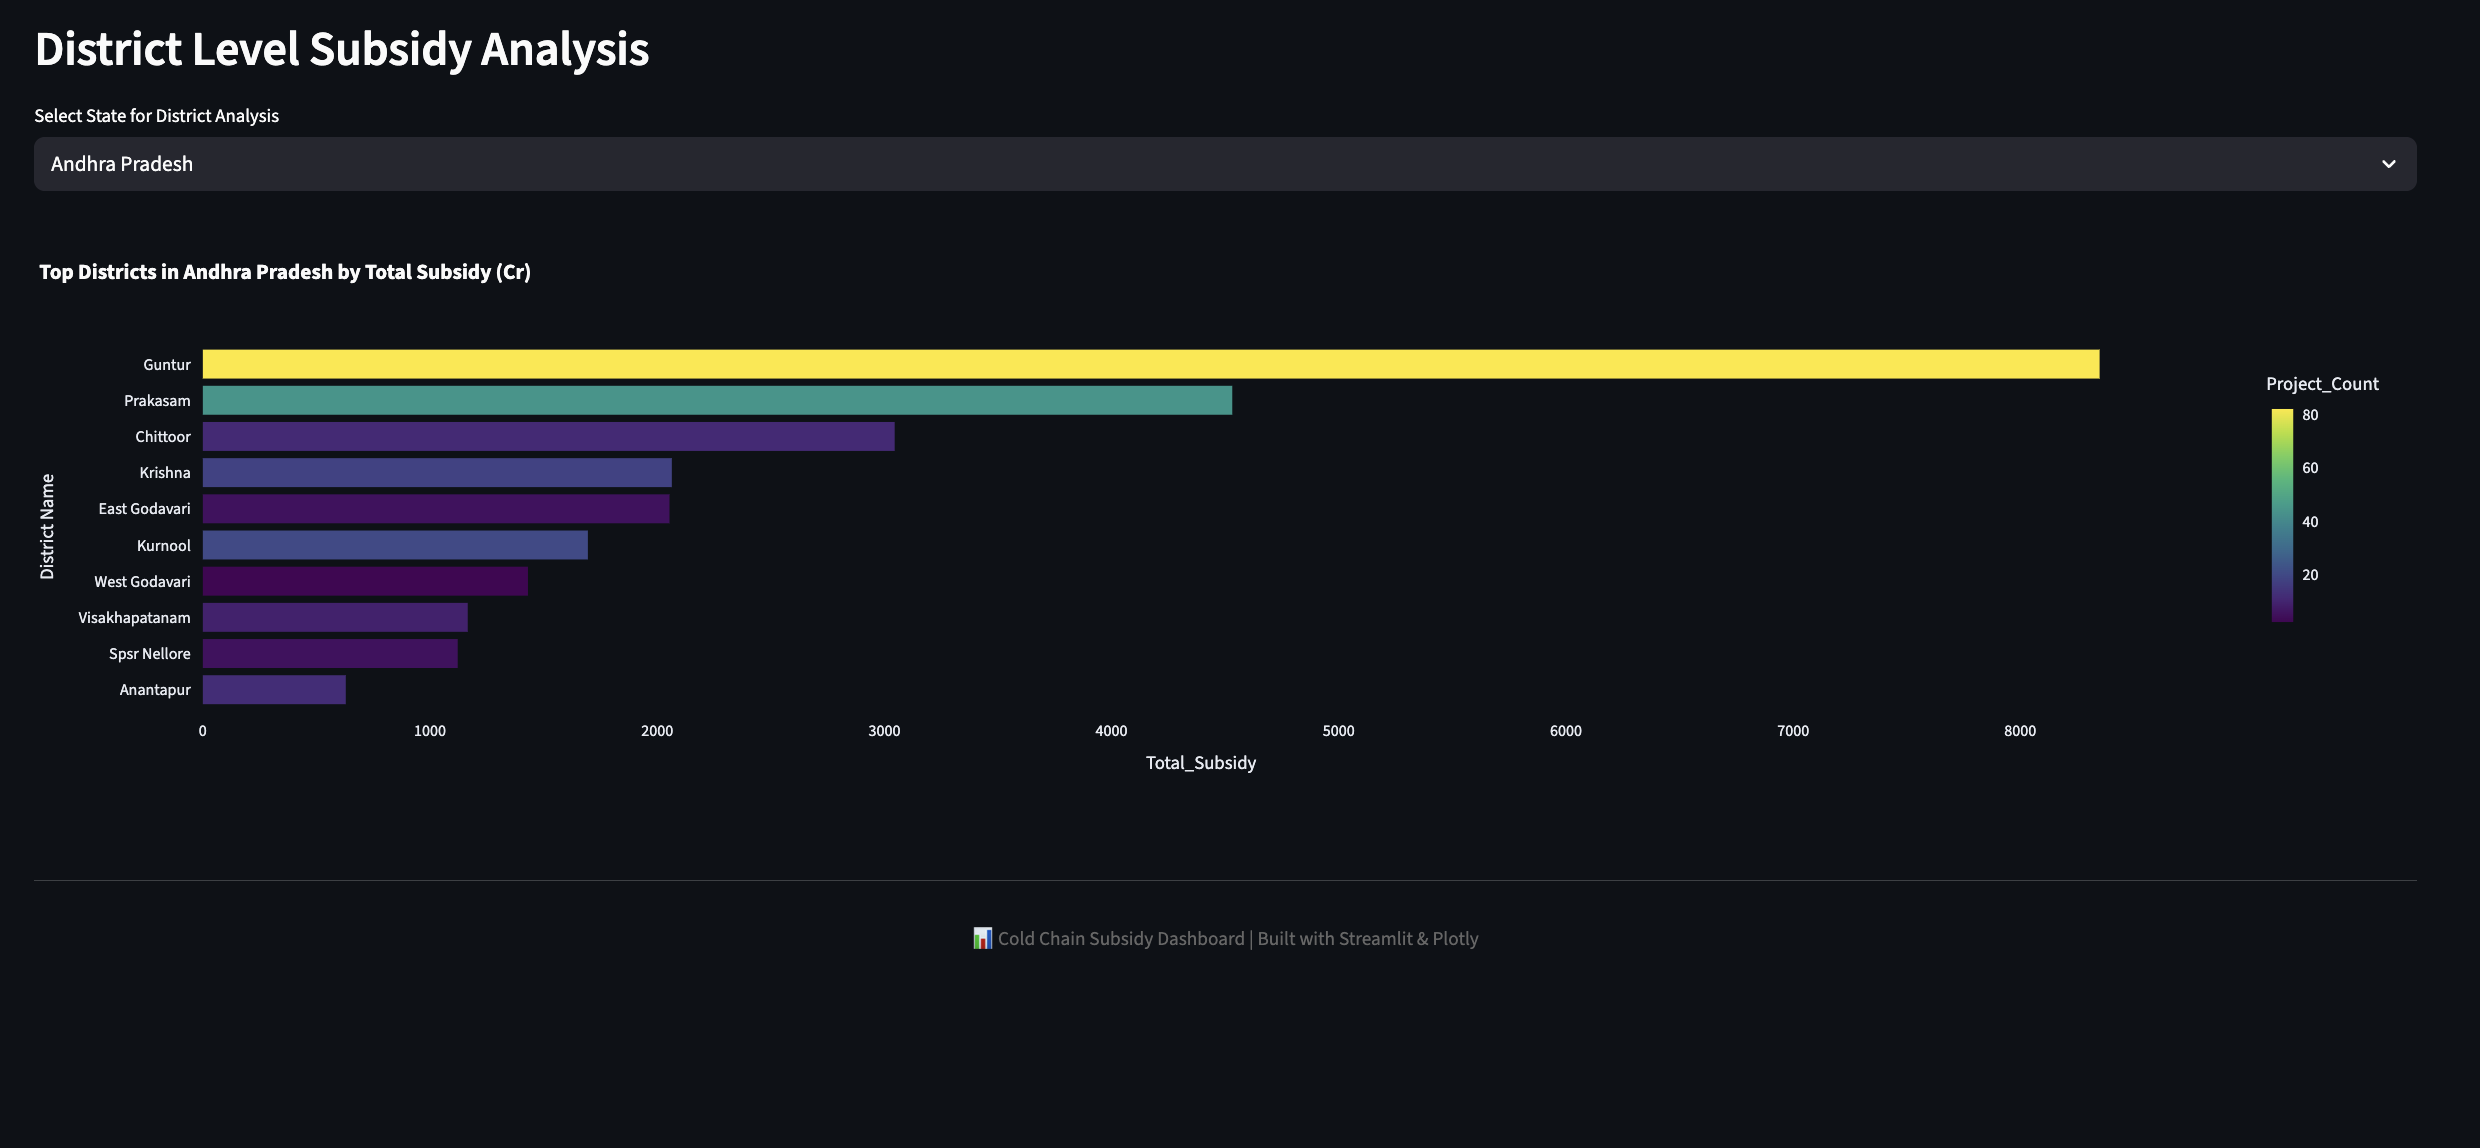 District Level Subsidy Analysis
Select State for District Analysis
Andhra Pradesh
Top Districts in Andhra Pradesh by Total Subsidy (Cr)
District Name
Guntur
Prakasam
Chittoor
Krishna
East Godavari
Kurnool
West Godavari
Visakhapatanam
Spsr Nellore
Anantapur
0 1000 2000 3000 4000 5000 6000 7000 8000
Total_Subsidy
Project_Count
80
60
40
20
Cold Chain Subsidy Dashboard | Built with Streamlit & Plotly